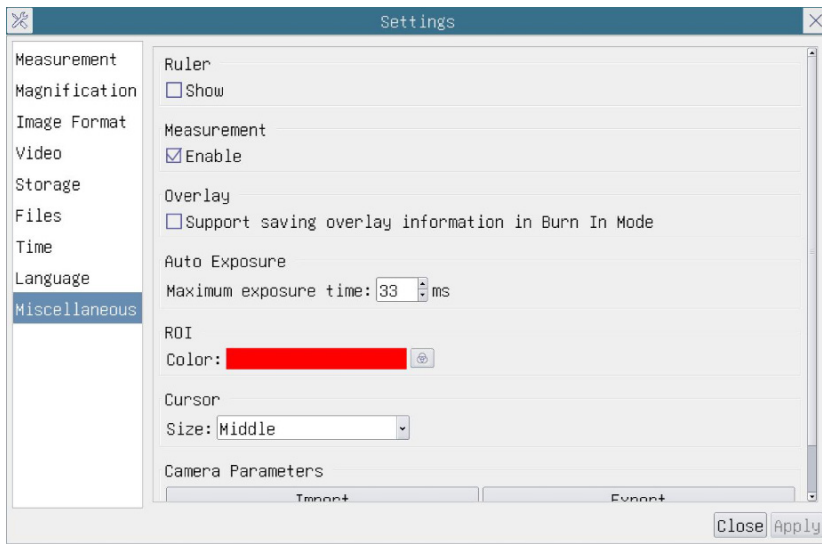 Settings
Measurement
Magnification
Image Format
Video
Storage
Files
Time
Language
Miscellaneous
Ruler
Show
Measurement
Enable
Overlay
Support saving overlay information in Burn In Mode
Auto Exposure
Maximum exposure time: 33 ms
ROI
Color:
Cursor
Size: Middle
Camera Parameters
Import Export
Close Apply